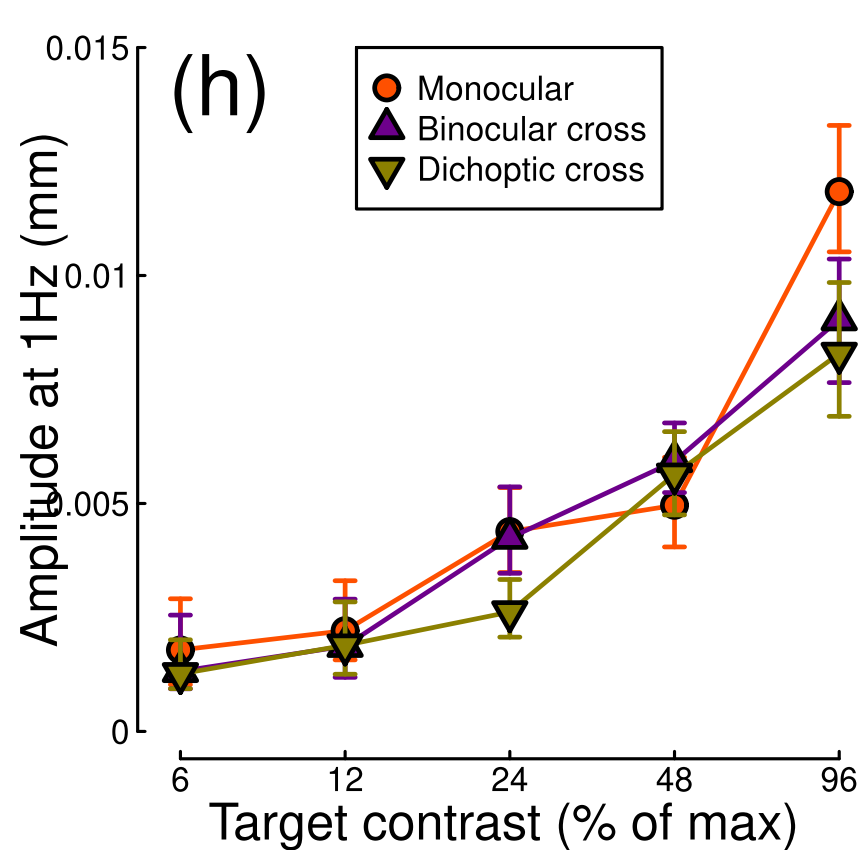 (h)
Monocular
Binocular cross
Dichoptic cross
Amplitude at 1Hz (mm)
0.015
0.01
0.005
0
6 12 24 48 96
Target contrast (% of max)